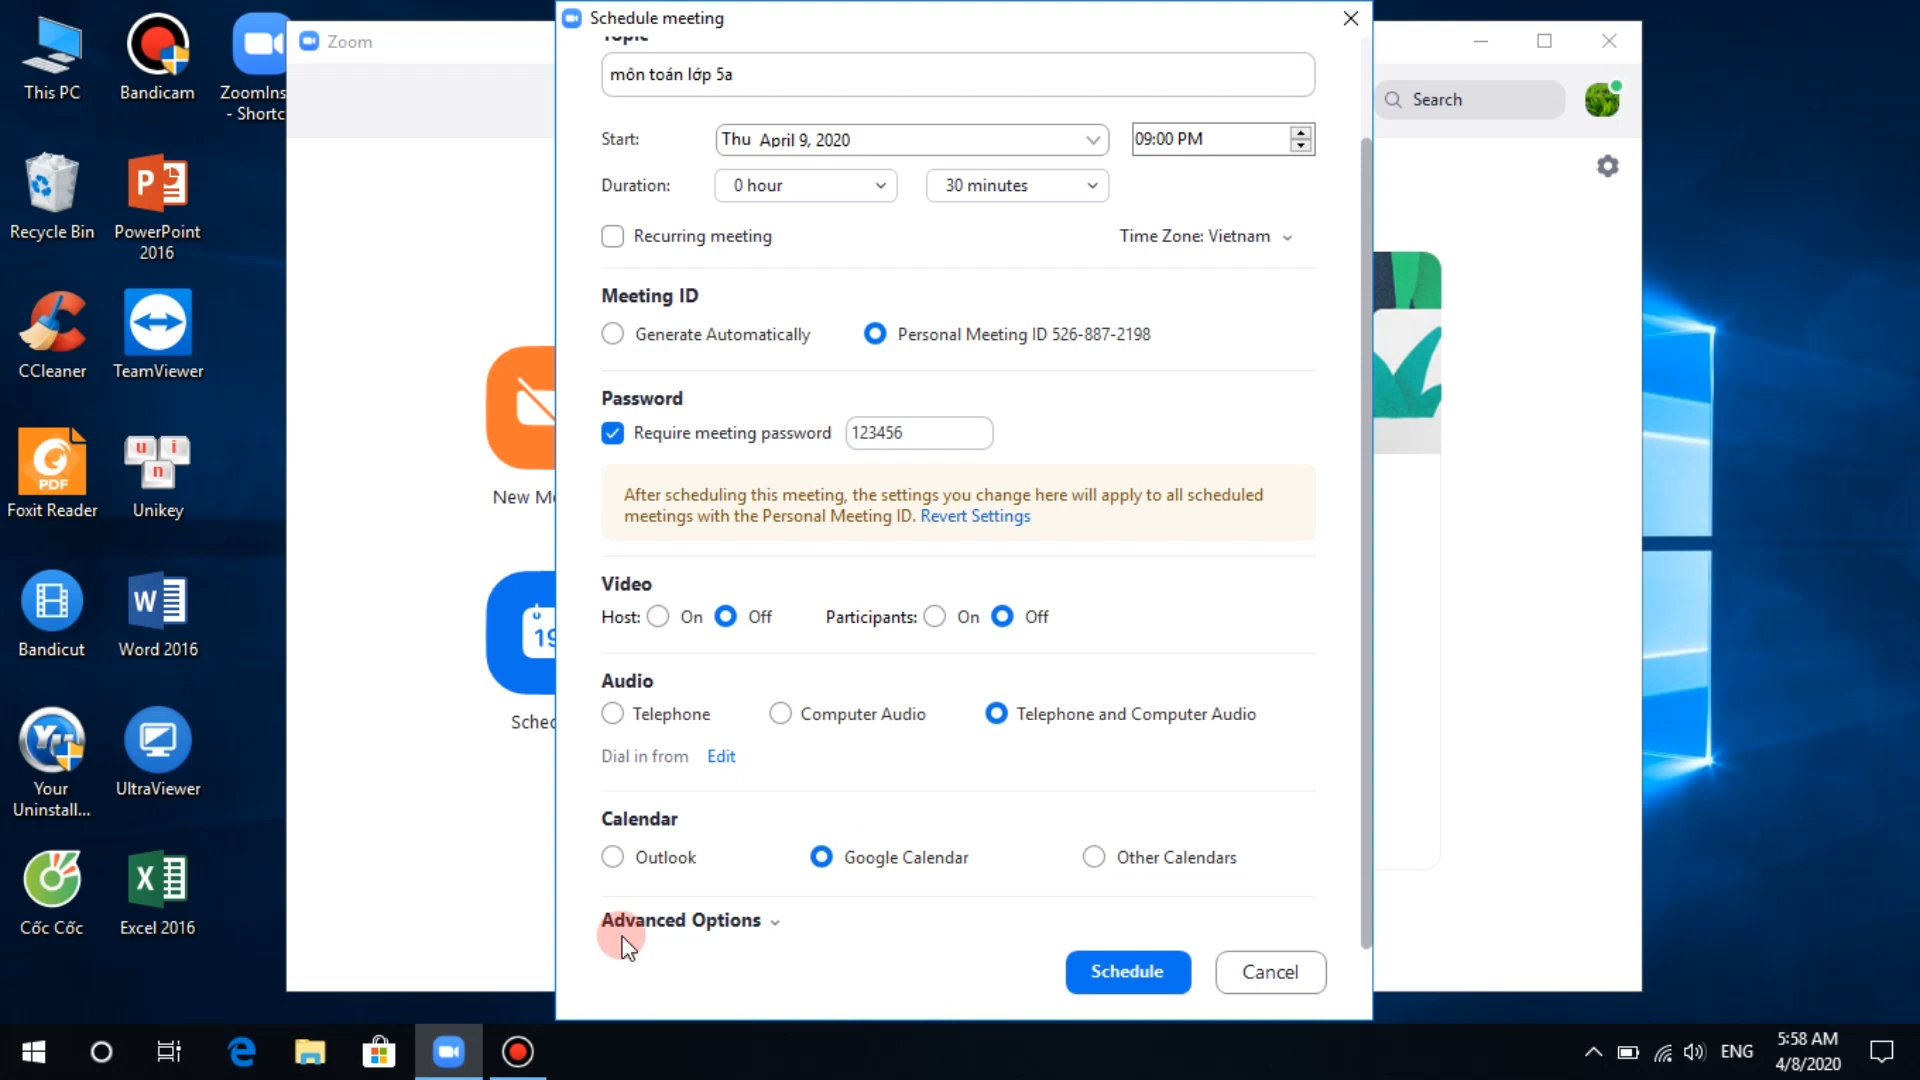 This PC
Bandicam
ZoomIns
- Shortc
Recycle Bin
PowerPoint
2016
CCleaner
TeamViewer
PDF
Foxit Reader
u i
n
Unikey
Bandicut
W
Word 2016
Your
Uninstall...
UltraViewer
Cốc Cốc
X
Excel 2016
Zoom
New M
19
Sched
Search
Schedule meeting
Topic
môn toán lớp 5a
Start:
Thu April 9, 2020
09:00 PM
Duration:
0 hour
30 minutes
Recurring meeting
Time Zone: Vietnam
Meeting ID
Generate Automatically
Personal Meeting ID 526-887-2198
Password
Require meeting password
123456
After scheduling this meeting, the settings you change here will apply to all scheduled
meetings with the Personal Meeting ID. Revert Settings
Video
Host:
On
Off
Participants:
On
Off
Audio
Telephone
Computer Audio
Telephone and Computer Audio
Dial in from
Edit
Calendar
Outlook
Google Calendar
Other Calendars
Advanced Options
Schedule
Cancel
ENG
5:58 AM
4/8/2020